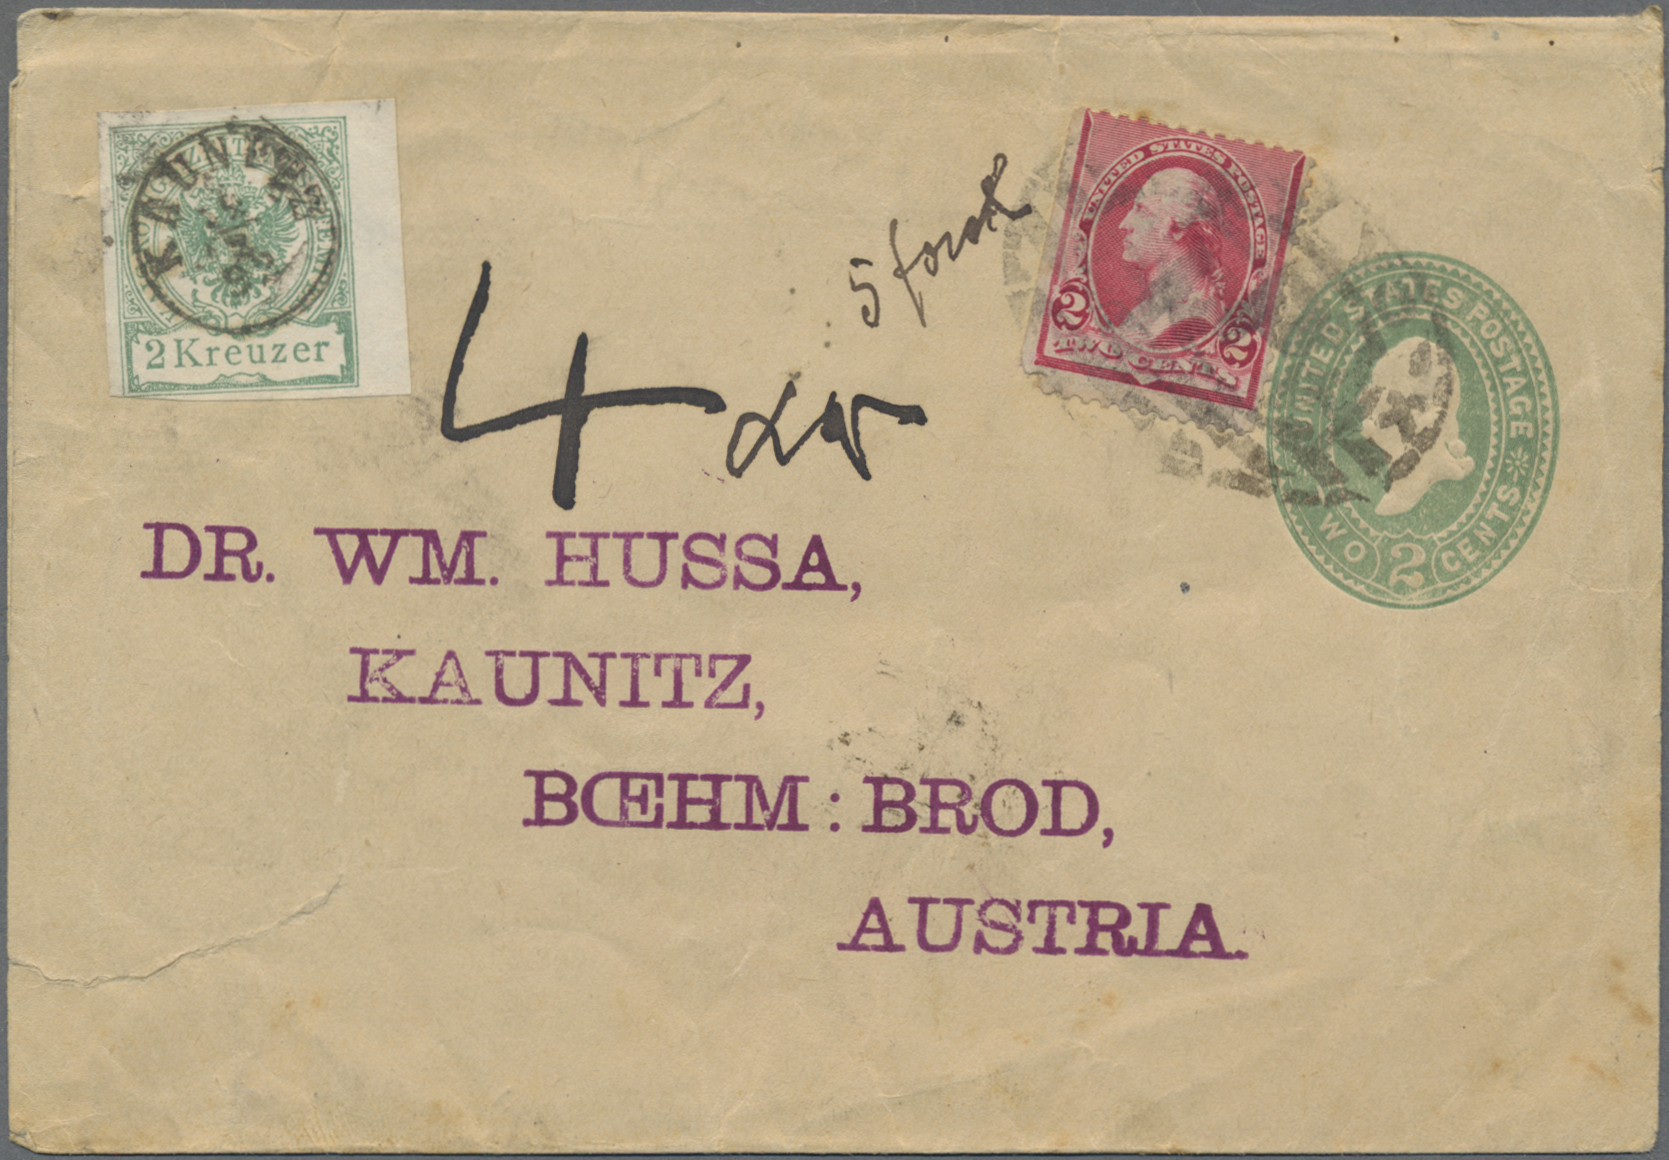 KAUNITZ
2 Kreuzer
UNITED STATES POSTAGE
2 2
TWO CENTS
UNITED STATES POSTAGE
TWO 2 CENTS
5
4
DR. WM. HUSSA,
KAUNITZ,
BŒHM: BROD,
AUSTRIA.